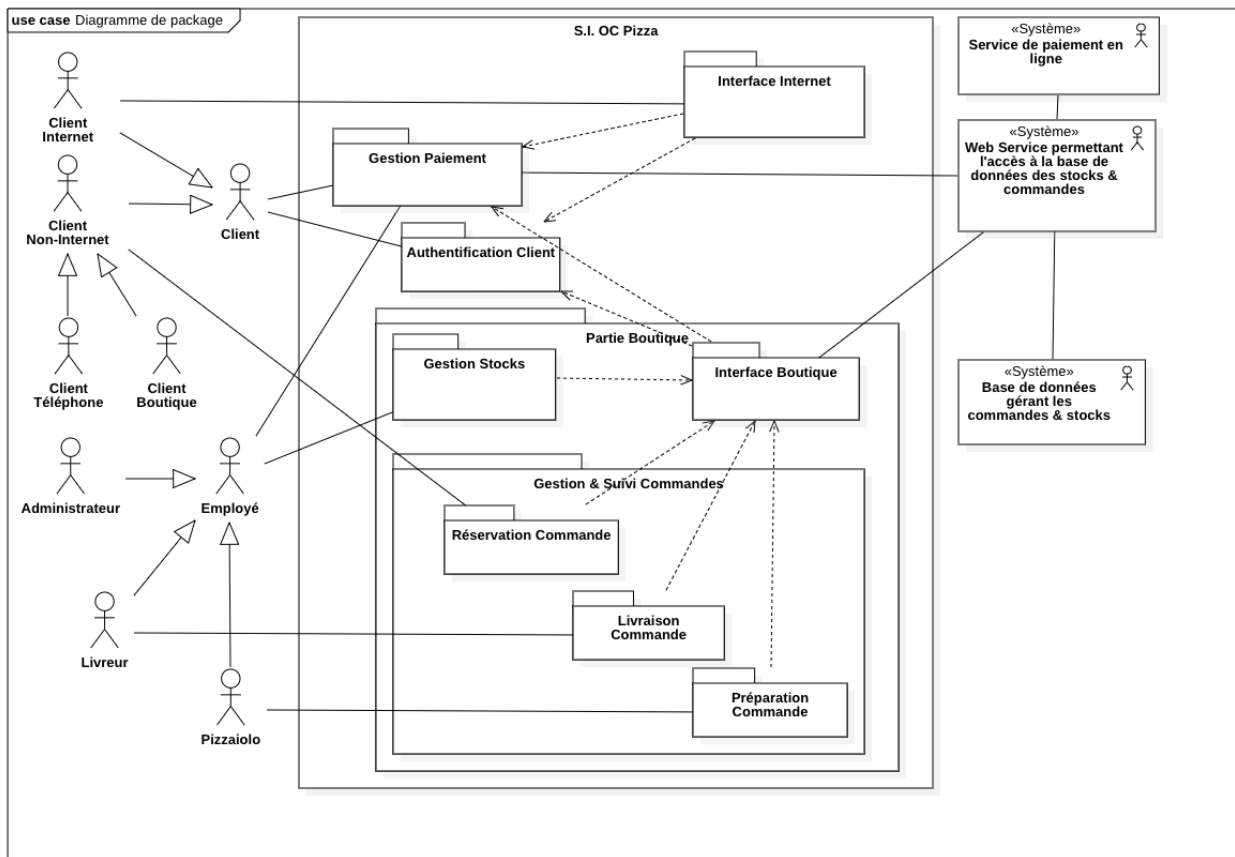 use case Diagramme de package
S.I. OC Pizza
«Système»
Service de paiement en
ligne
Interface Internet
Client
Internet
«Système»
Web Service permettant
l'accès à la base de
données des stocks &
commandes
Gestion Paiement
Client
Non-Internet
Client
Authentification Client
Partie Boutique
Gestion Stocks
Interface Boutique
«Système»
Base de données
gérant les
commandes & stocks
Client
Téléphone
Client
Boutique
Gestion & Suivi Commandes
Administrateur
Employé
Réservation Commande
Livraison
Commande
Livreur
Préparation
Commande
Pizzaiolo